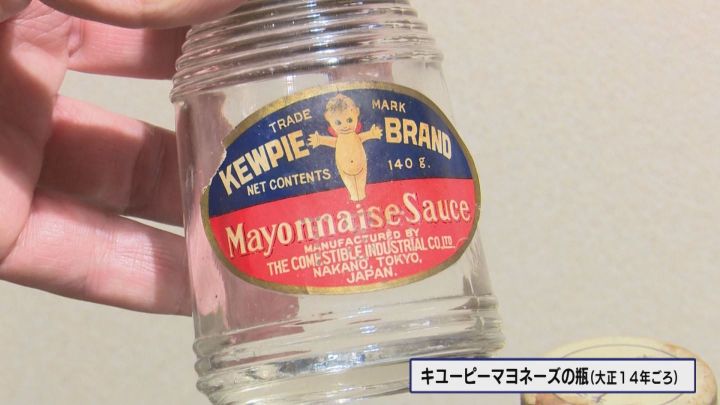 TRADE MARK
KEWPIE BRAND
NET CONTENTS 140 g.
Mayonnaise Sauce
MANUFACTURED BY
THE COMESTIBLE INDUSTRIAL CO.,LTD
NAKANO, TOKYO,
JAPAN.
キユーピーマヨネーズの瓶(大正14年ごろ)